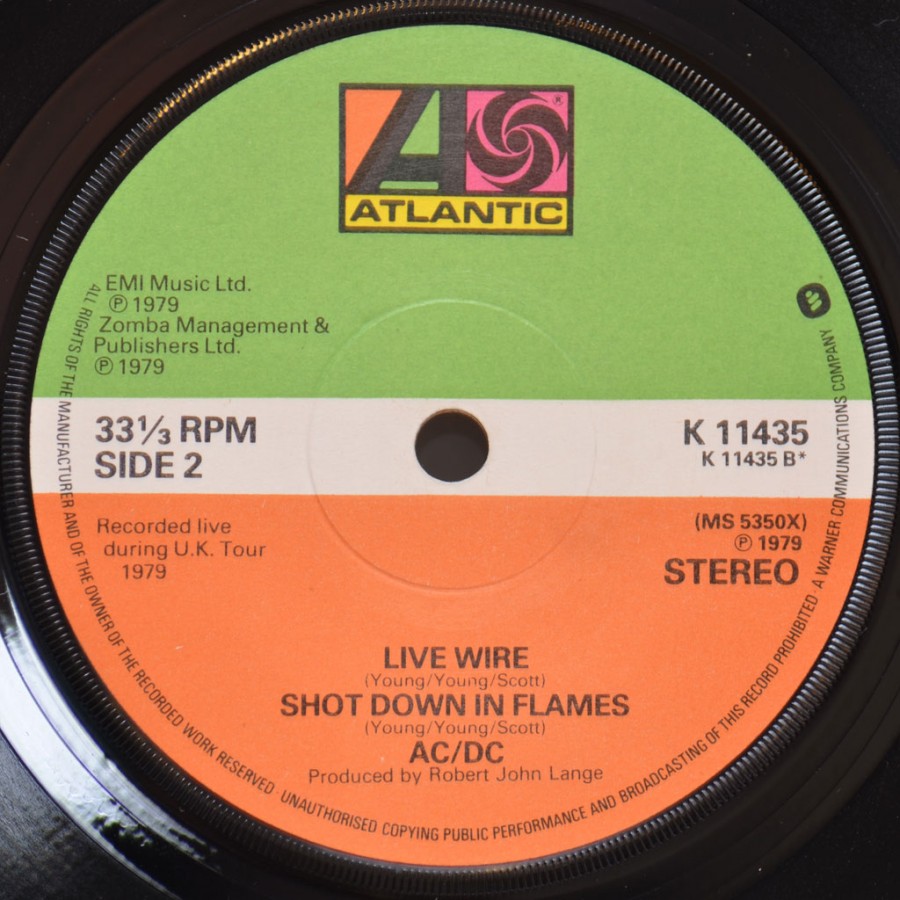 ATLANTIC
®
EMI Music Ltd.
℗ 1979
Zomba Management &
Publishers Ltd.
℗ 1979
33⅓ RPM
SIDE 2
K 11435
K 11435 B*
Recorded live
during U.K. Tour
1979
(MS 5350X)
℗ 1979
STEREO
LIVE WIRE
(Young/Young/Scott)
SHOT DOWN IN FLAMES
(Young/Young/Scott)
AC/DC
Produced by Robert John Lange
ALL RIGHTS OF THE MANUFACTURER AND OF THE OWNER OF THE RECORDED WORK RESERVED · UNAUTHORISED COPYING PUBLIC PERFORMANCE AND BROADCASTING OF THIS RECORD PROHIBITED · A WARNER COMMUNICATIONS COMPANY